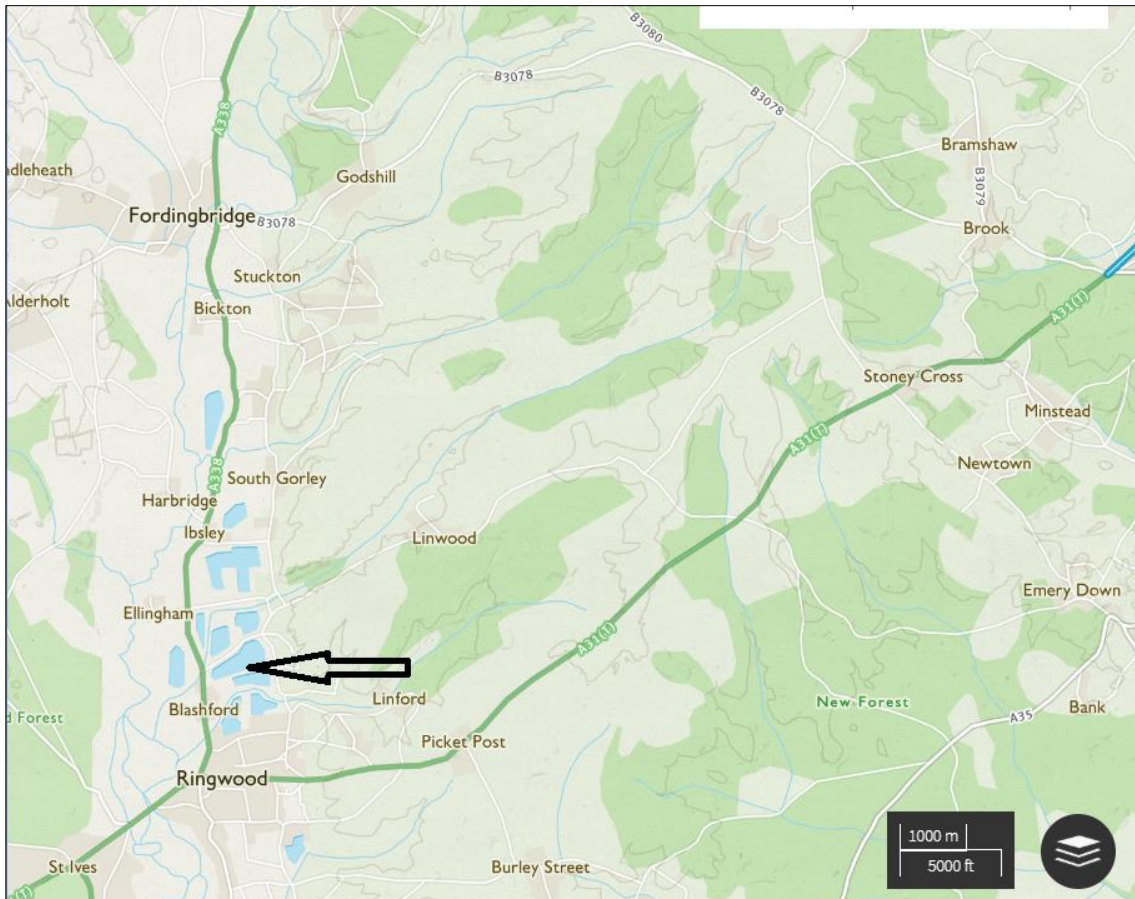 B3080
B3078
B3078
A338
Bramshaw
dleheath
Godshill
B3079
Fordingbridge
B3078
Brook
Stuckton
Alderholt
Bickton
A31(T)
Stoney Cross
Minstead
A31(T)
Newtown
A338
South Gorley
Harbridge
Ibsley
Linwood
Ellingham
Emery Down
A31(T)
Linford
Blashford
New Forest
Bank
d Forest
A35
Picket Post
Ringwood
1000 m
5000 ft
St Ives
Burley Street
(T)